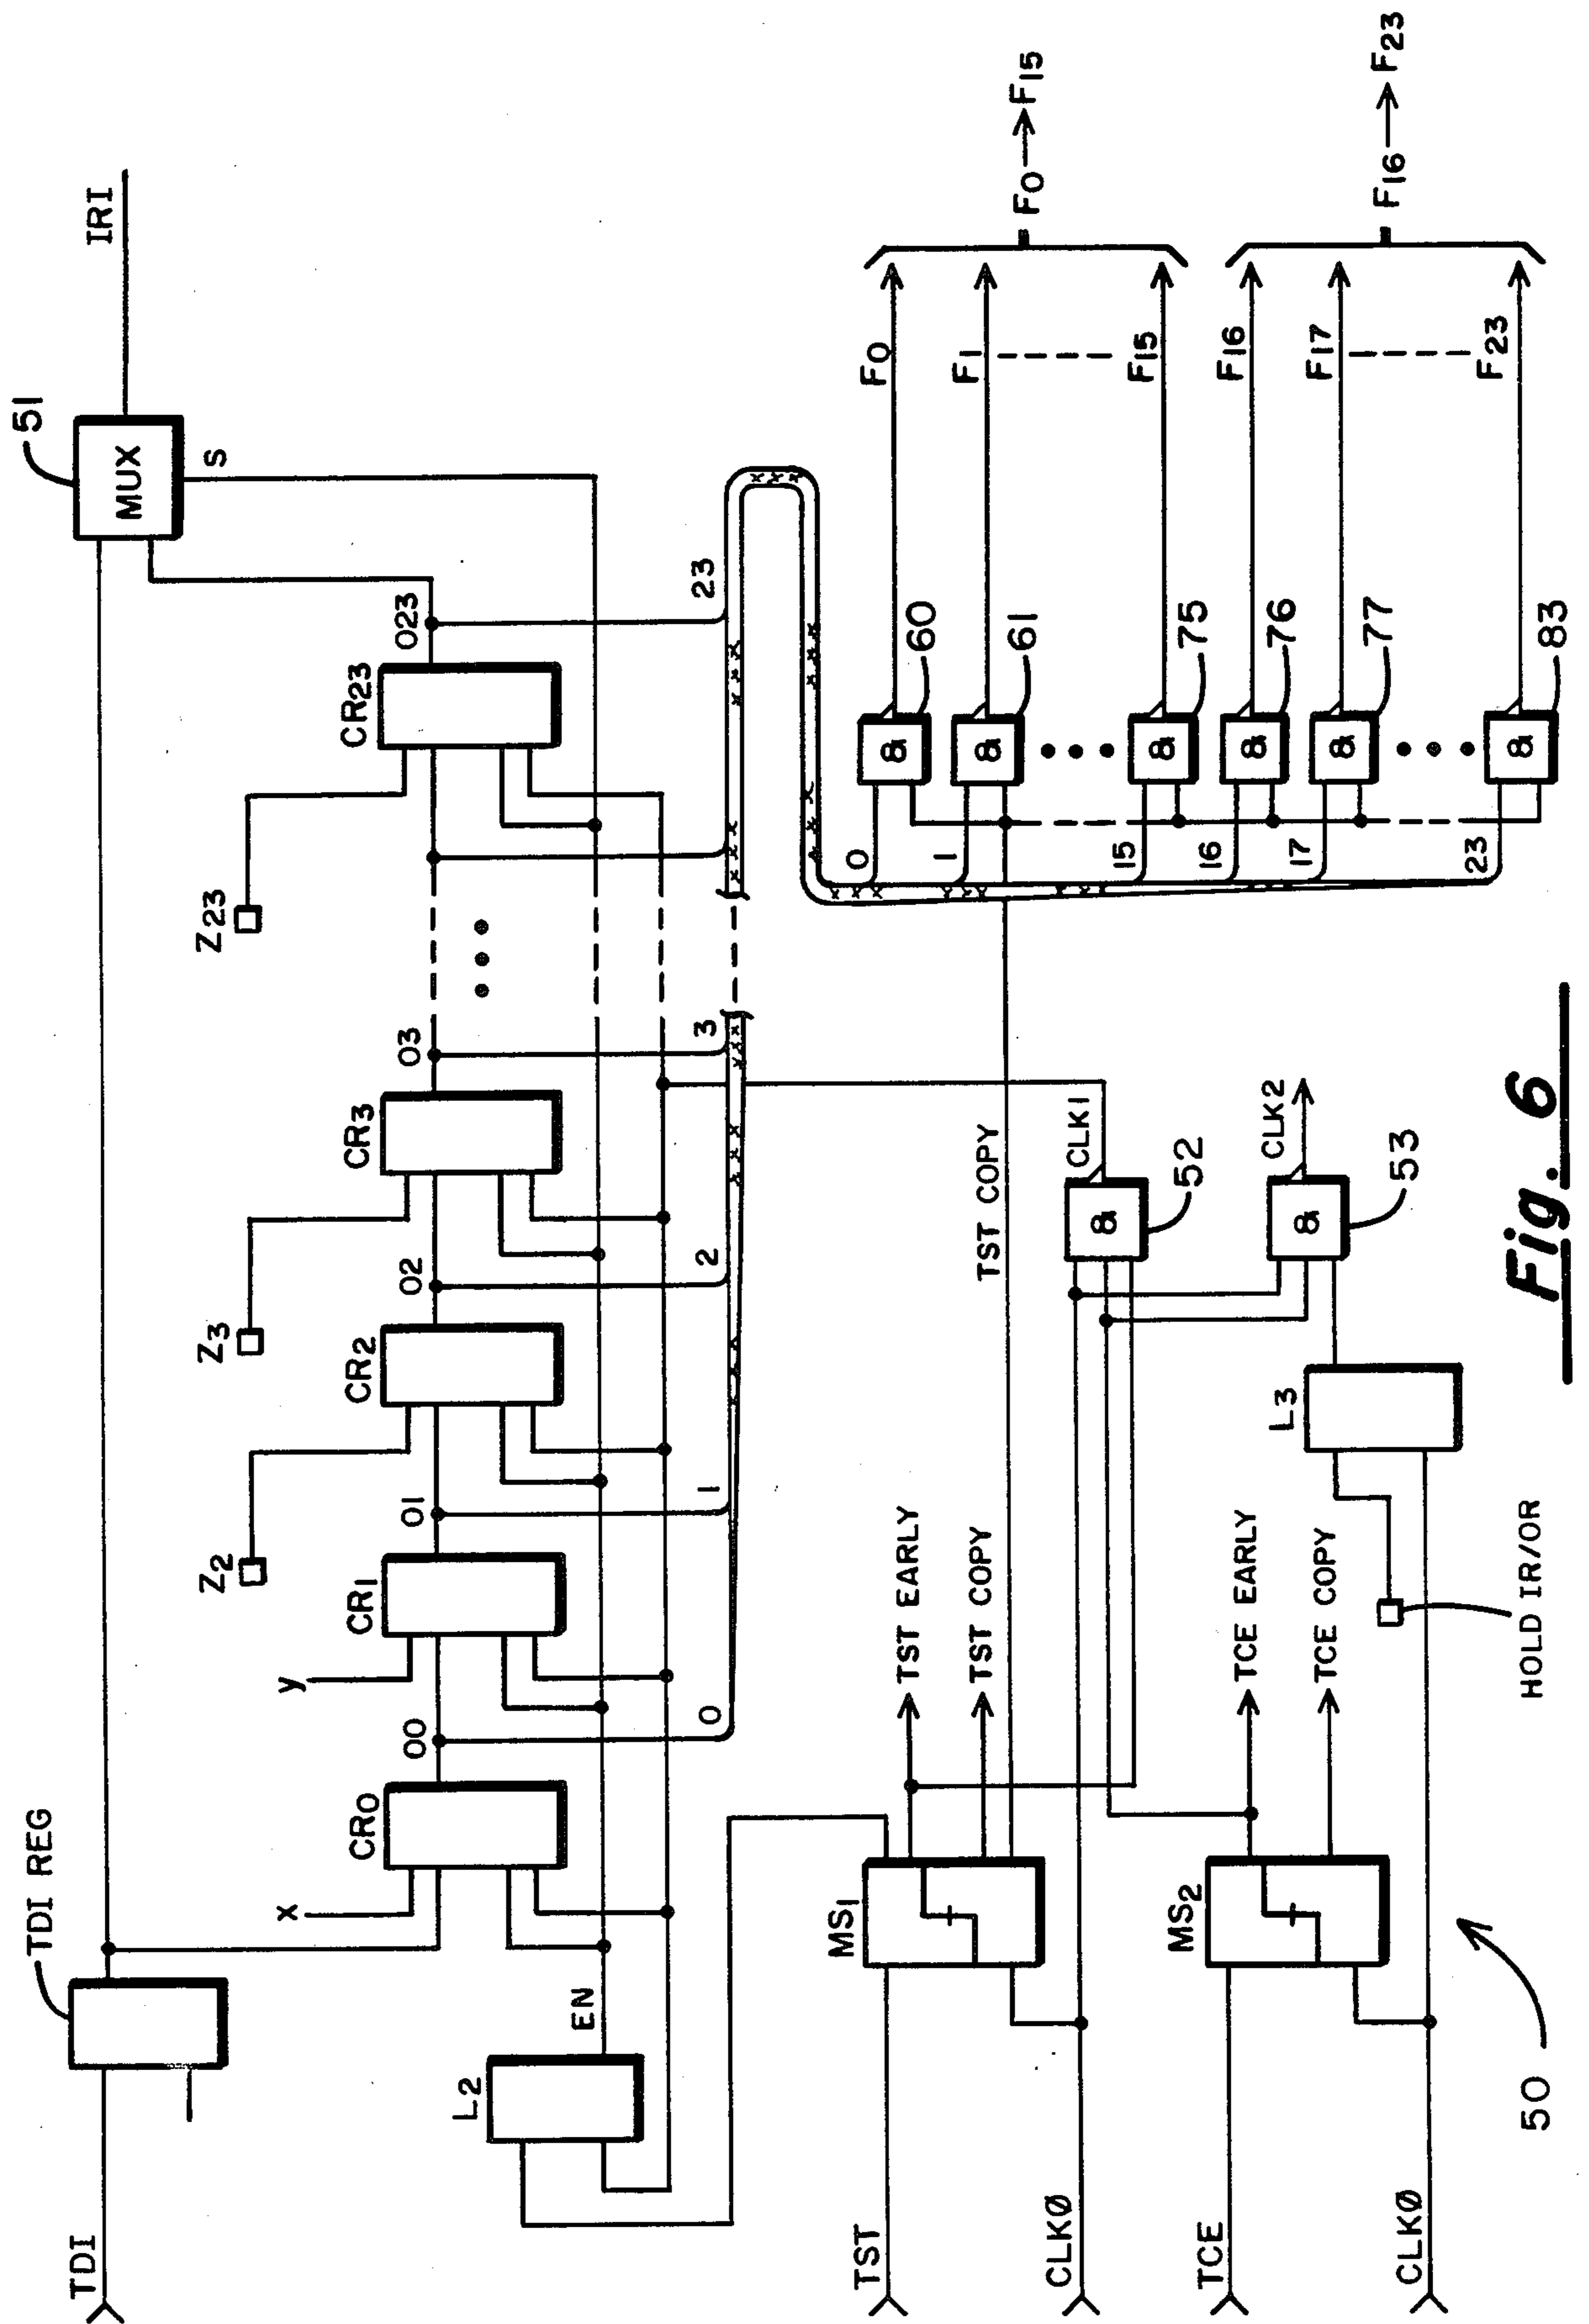 TDI
TDI REG
51
MUX
IRI
S
x
CR0
00
y
CR1
01
Z2
CR2
02
Z3
CR3
03
Z23
CR23
023
L2
EN
0
1
2
3
23
TST
MS1
TST EARLY
TST COPY
TST COPY
CLKØ
CLK1
&
52
TCE
MS2
TCE EARLY
TCE COPY
CLKØ
HOLD IR/OR
L3
&
CLK2
53
0
&
60
F0
1
&
61
F1
15
&
75
F15
F0→F15
16
&
76
F16
17
&
77
F17
23
&
83
F23
F16→F23
50
Fig. 6